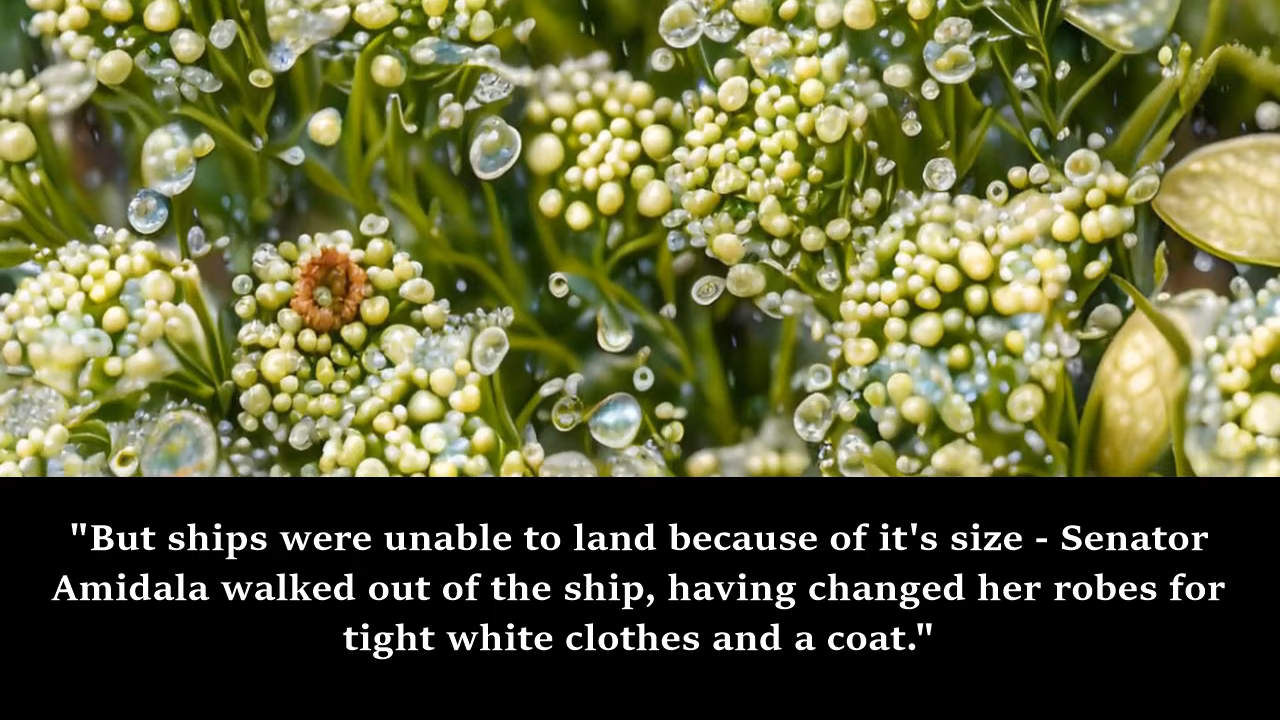 "But ships were unable to land because of it's size - Senator
Amidala walked out of the ship, having changed her robes for
tight white clothes and a coat."